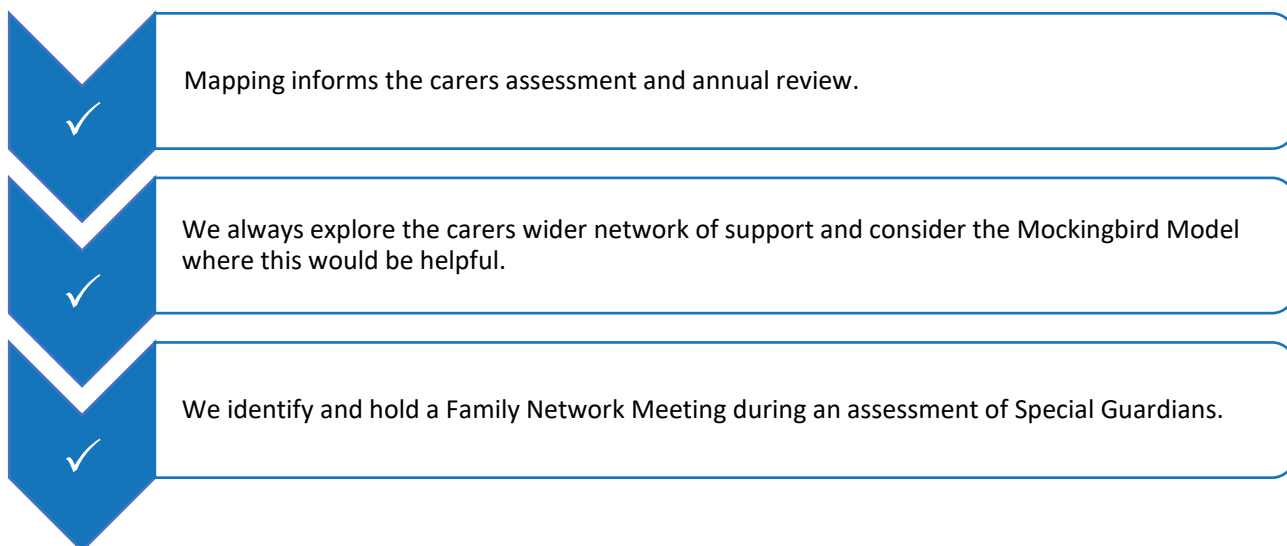 ✓
Mapping informs the carers assessment and annual review.
✓
We always explore the carers wider network of support and consider the Mockingbird Model
where this would be helpful.
✓
We identify and hold a Family Network Meeting during an assessment of Special Guardians.